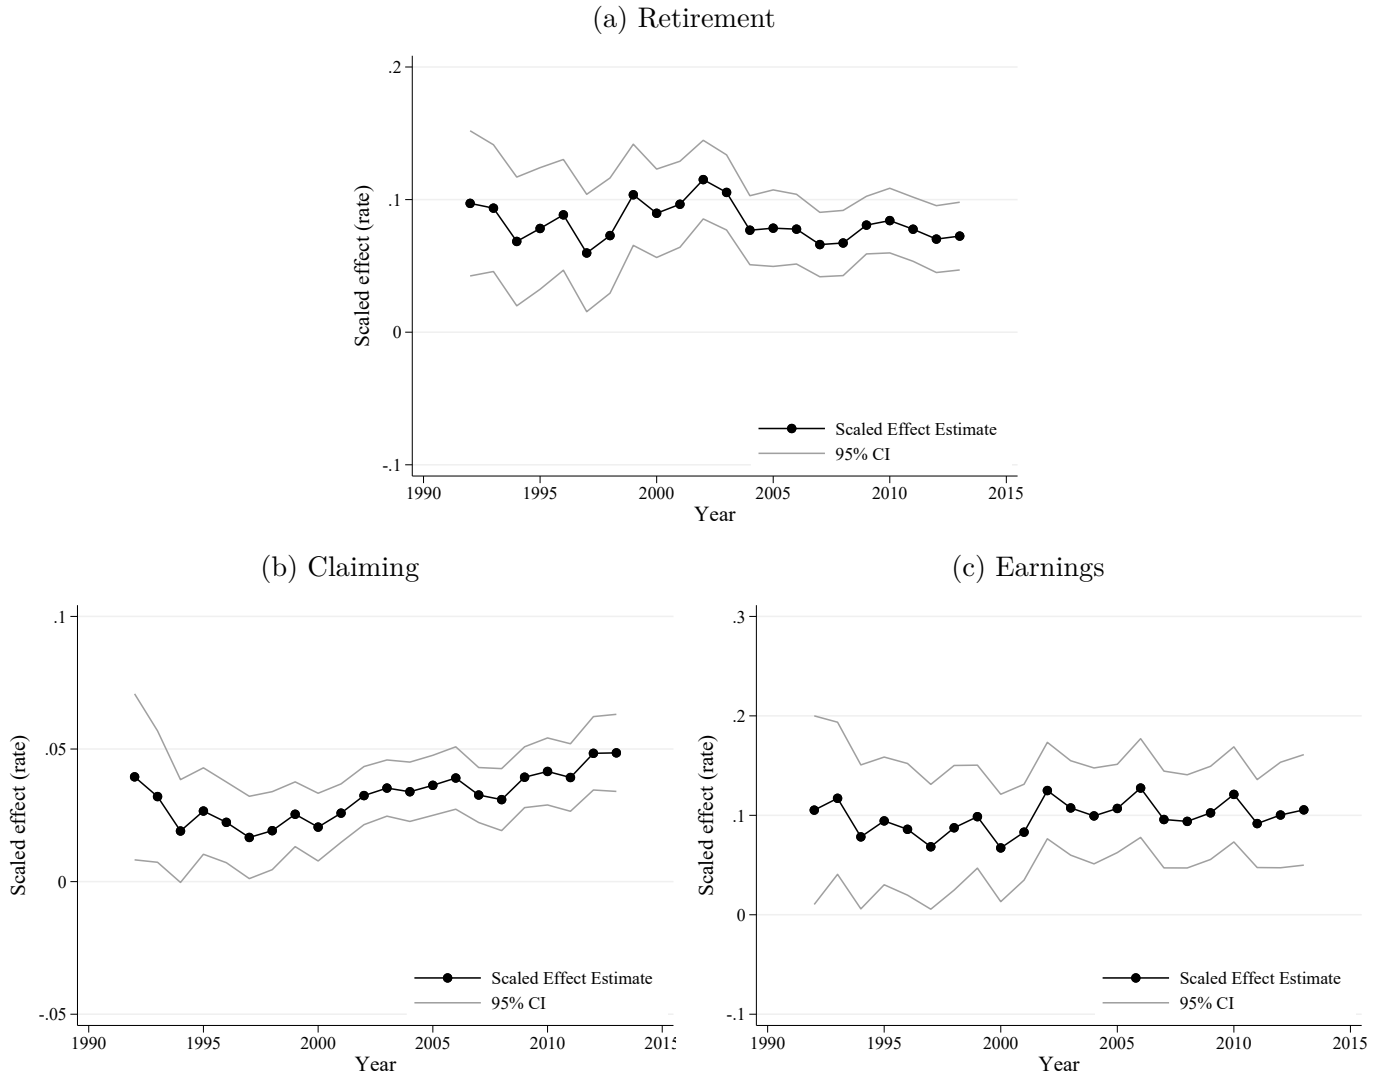 (a) Retirement
.2
.1
0
-.1
Scaled effect (rate)
Scaled Effect Estimate
95% CI
1990 1995 2000 2005 2010 2015
Year
(b) Claiming
.1
.05
0
-.05
Scaled effect (rate)
Scaled Effect Estimate
95% CI
1990 1995 2000 2005 2010 2015
Year
(c) Earnings
.3
.2
.1
0
-.1
Scaled effect (rate)
Scaled Effect Estimate
95% CI
1990 1995 2000 2005 2010 2015
Year